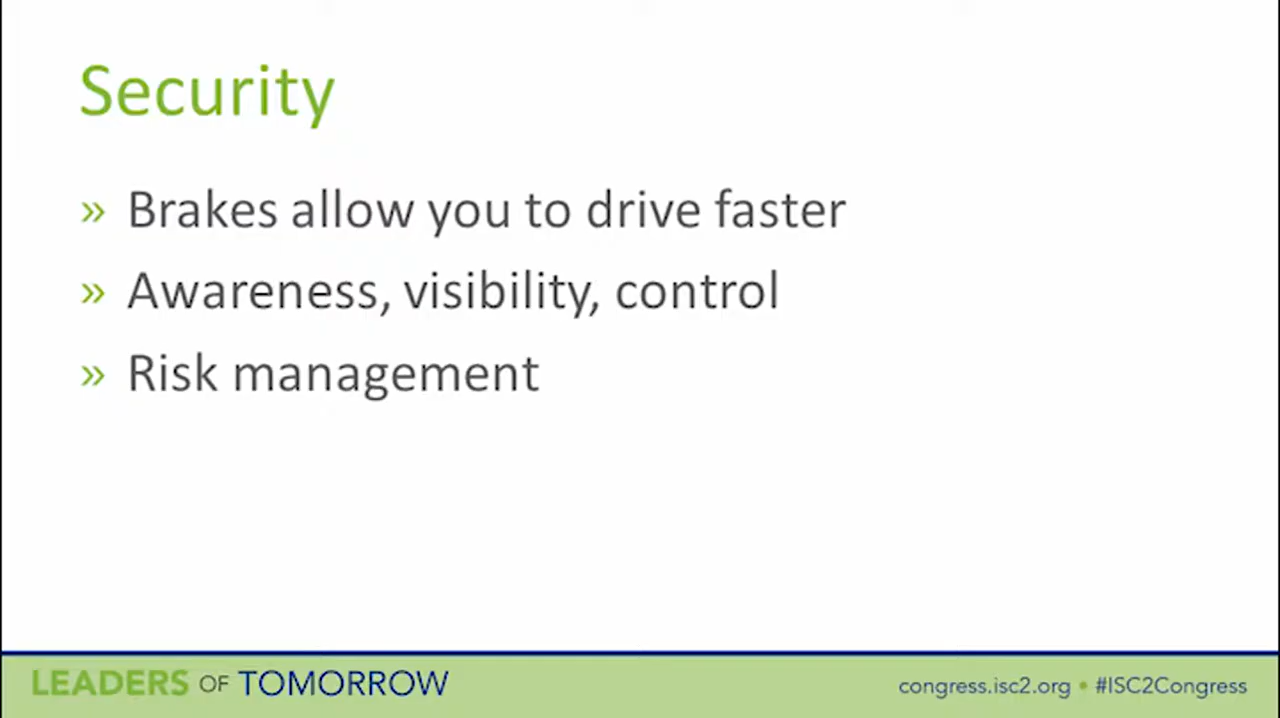 Security
» Brakes allow you to drive faster
» Awareness, visibility, control
» Risk management
LEADERS OF TOMORROW
congress.isc2.org • #ISC2Congress